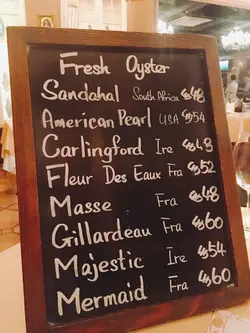 Fresh Oyster
Sandahal South Africa $48
American Pearl USA $54
Carlingford Ire $48
Fleur Des Eaux Fra $52
Masse Fra $48
Gillardeau Fra $60
Majestic Ire $54
Mermaid Fra $60